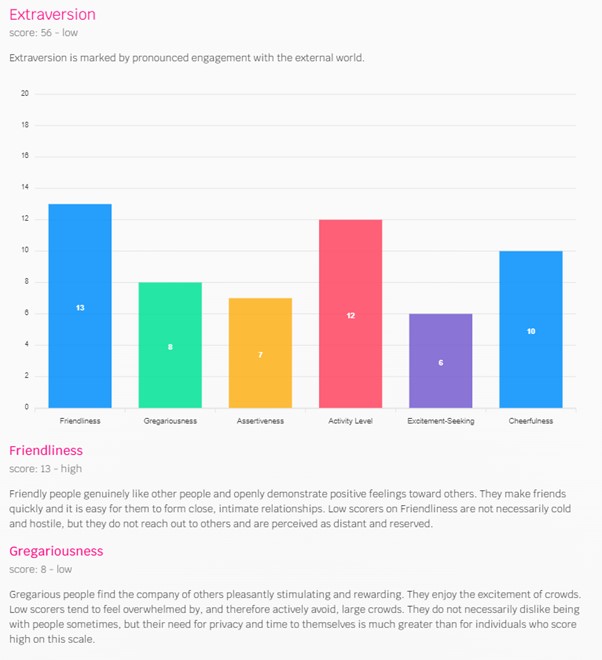 Extraversion
score: 56 - low
Extraversion is marked by pronounced engagement with the external world.
20
18
16
14
12
10
8
6
4
2
0
13
8
7
12
6
10
Friendliness
Gregariousness
Assertiveness
Activity Level
Excitement-Seeking
Cheerfulness
Friendliness
score: 13 - high
Friendly people genuinely like other people and openly demonstrate positive feelings toward others. They make friends
quickly and it is easy for them to form close, intimate relationships. Low scorers on Friendliness are not necessarily cold
and hostile, but they do not reach out to others and are perceived as distant and reserved.
Gregariousness
score: 8 - low
Gregarious people find the company of others pleasantly stimulating and rewarding. They enjoy the excitement of crowds.
Low scorers tend to feel overwhelmed by, and therefore actively avoid, large crowds. They do not necessarily dislike being
with people sometimes, but their need for privacy and time to themselves is much greater than for individuals who score
high on this scale.